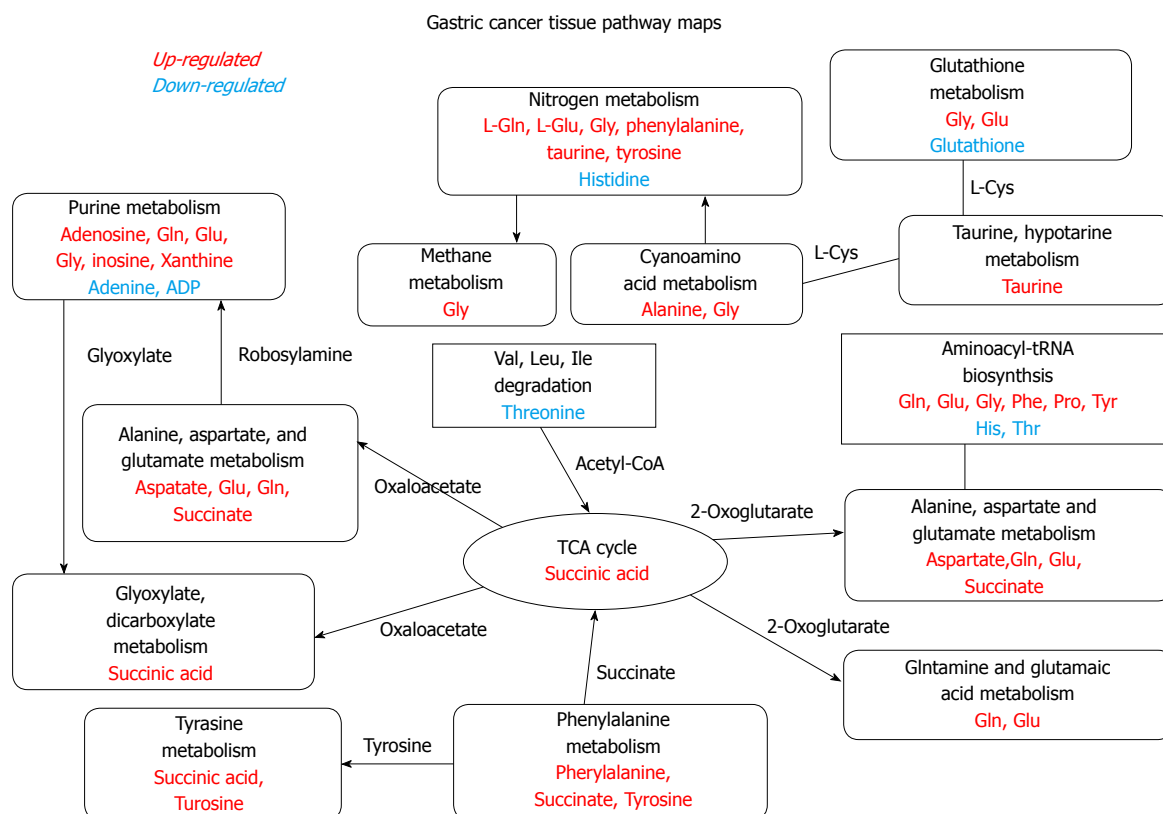 Gastric cancer tissue pathway maps
Up-regulated
Down-regulated
Nitrogen metabolism
L-Gln, L-Glu, Gly, phenylalanine,
taurine, tyrosine
Histidine
Glutathione
metabolism
Gly, Glu
Glutathione
L-Cys
Purine metabolism
Adenosine, Gln, Glu,
Gly, inosine, Xanthine
Adenine, ADP
Methane
metabolism
Gly
Cyanoamino
acid metabolism
Alanine, Gly
L-Cys
Taurine, hypotarine
metabolism
Taurine
Glyoxylate
Robosylamine
Val, Leu, Ile
degradation
Threonine
Aminoacyl-tRNA
biosynthsis
Gln, Glu, Gly, Phe, Pro, Tyr
His, Thr
Alanine, aspartate, and
glutamate metabolism
Aspatate, Glu, Gln,
Succinate
Oxaloacetate
Acetyl-CoA
2-Oxoglutarate
Alanine, aspartate and
glutamate metabolism
Aspartate,Gln, Glu,
Succinate
TCA cycle
Succinic acid
Glyoxylate,
dicarboxylate
metabolism
Succinic acid
Oxaloacetate
2-Oxoglutarate
Succinate
Glntamine and glutamaic
acid metabolism
Gln, Glu
Tyrasine
metabolism
Succinic acid,
Turosine
Tyrosine
Phenylalanine
metabolism
Pherylalanine,
Succinate, Tyrosine